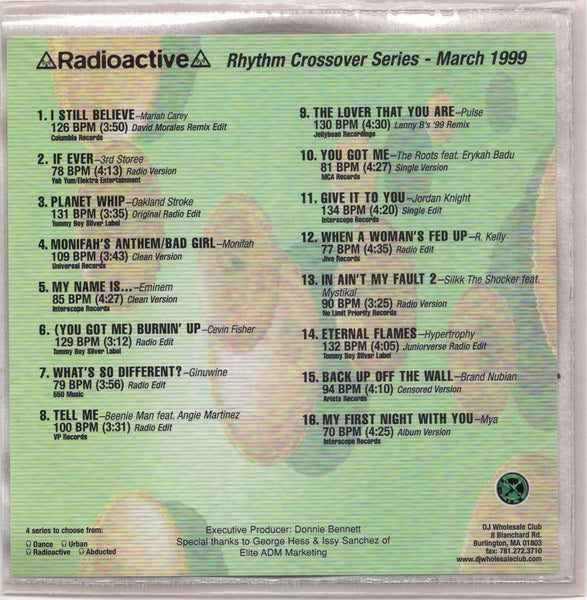 Radioactive Rhythm Crossover Series - March 1999
1. I STILL BELIEVE–Mariah Carey
126 BPM (3:50) David Morales Remix Edit
Columbia Records
2. IF EVER–3rd Storee
78 BPM (4:13) Radio Version
Yab Yum/Elektra Entertainment
3. PLANET WHIP–Oakland Stroke
131 BPM (3:35) Original Radio Edit
Tommy Boy Silver Label
4. MONIFAH'S ANTHEM/BAD GIRL–Monifah
109 BPM (3:43) Clean Version
Universal Records
5. MY NAME IS...–Eminem
85 BPM (4:27) Clean Version
Interscope Records
6. (YOU GOT ME) BURNIN' UP–Cevin Fisher
129 BPM (3:12) Radio Edit
Tommy Boy Silver Label
7. WHAT'S SO DIFFERENT?–Ginuwine
79 BPM (3:56) Radio Edit
550 Music
8. TELL ME–Beenie Man feat. Angie Martinez
100 BPM (3:31) Radio Edit
VP Records
9. THE LOVER THAT YOU ARE–Pulse
130 BPM (4:30) Lenny B's '99 Remix
Jellybean Recordings
10. YOU GOT ME–The Roots feat. Erykah Badu
81 BPM (4:27) Single Version
MCA Records
11. GIVE IT TO YOU–Jordan Knight
134 BPM (4:20) Single Edit
Interscope Records
12. WHEN A WOMAN'S FED UP–R. Kelly
77 BPM (4:35) Radio Edit
Jive Records
13. IN AIN'T MY FAULT 2–Silkk The Shocker feat.
Mystikal
90 BPM (3:25) Radio Version
No Limit Priority Records
14. ETERNAL FLAMES–Hypertrophy
132 BPM (4:05) Juniorverse Radio Edit
Tommy Boy Silver Label
15. BACK UP OFF THE WALL–Brand Nubian
94 BPM (4:10) Censored Version
Arista Records
16. MY FIRST NIGHT WITH YOU–Mya
70 BPM (4:25) Album Version
Interscope Records
4 series to choose from:
Dance Urban
Radioactive Abducted
Executive Producer: Donnie Bennett
Special thanks to George Hess & Issy Sanchez of
Elite ADM Marketing
DJ Wholesale Club
8 Blanchard Rd.
Burlington, MA 01803
fax: 781.272.3710
www.djwholesaleclub.com